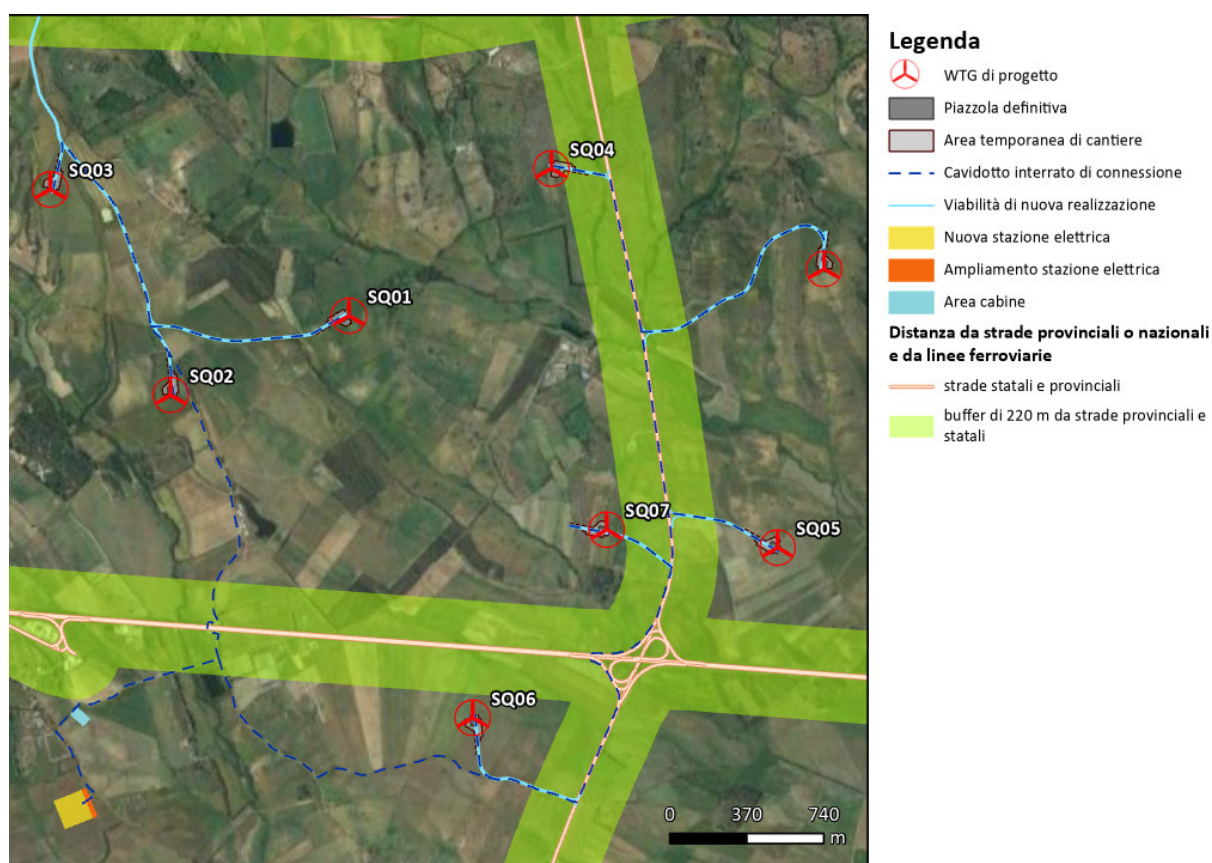 SQ04
SQ03
SQ01
SQ02
SQ07
SQ05
SQ06
0 370 740
m
Legenda
WTG di progetto
Piazzola definitiva
Area temporanea di cantiere
Cavidotto interrato di connessione
Viabilità di nuova realizzazione
Nuova stazione elettrica
Ampliamento stazione elettrica
Area cabine
Distanza da strade provinciali o nazionali
e da linee ferroviarie
strade statali e provinciali
buffer di 220 m da strade provinciali e
statali